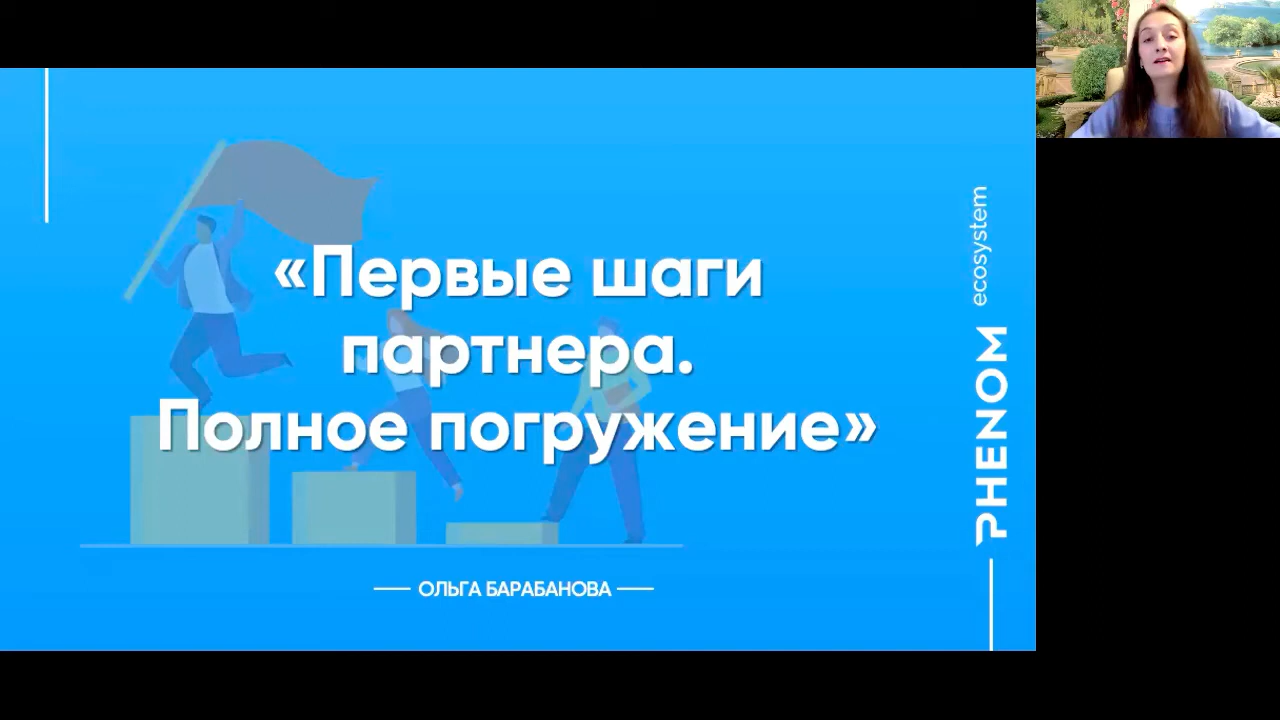 «Первые шаги
партнера.
Полное погружение»
ОЛЬГА БАРАБАНОВА
PHENOM ecosystem